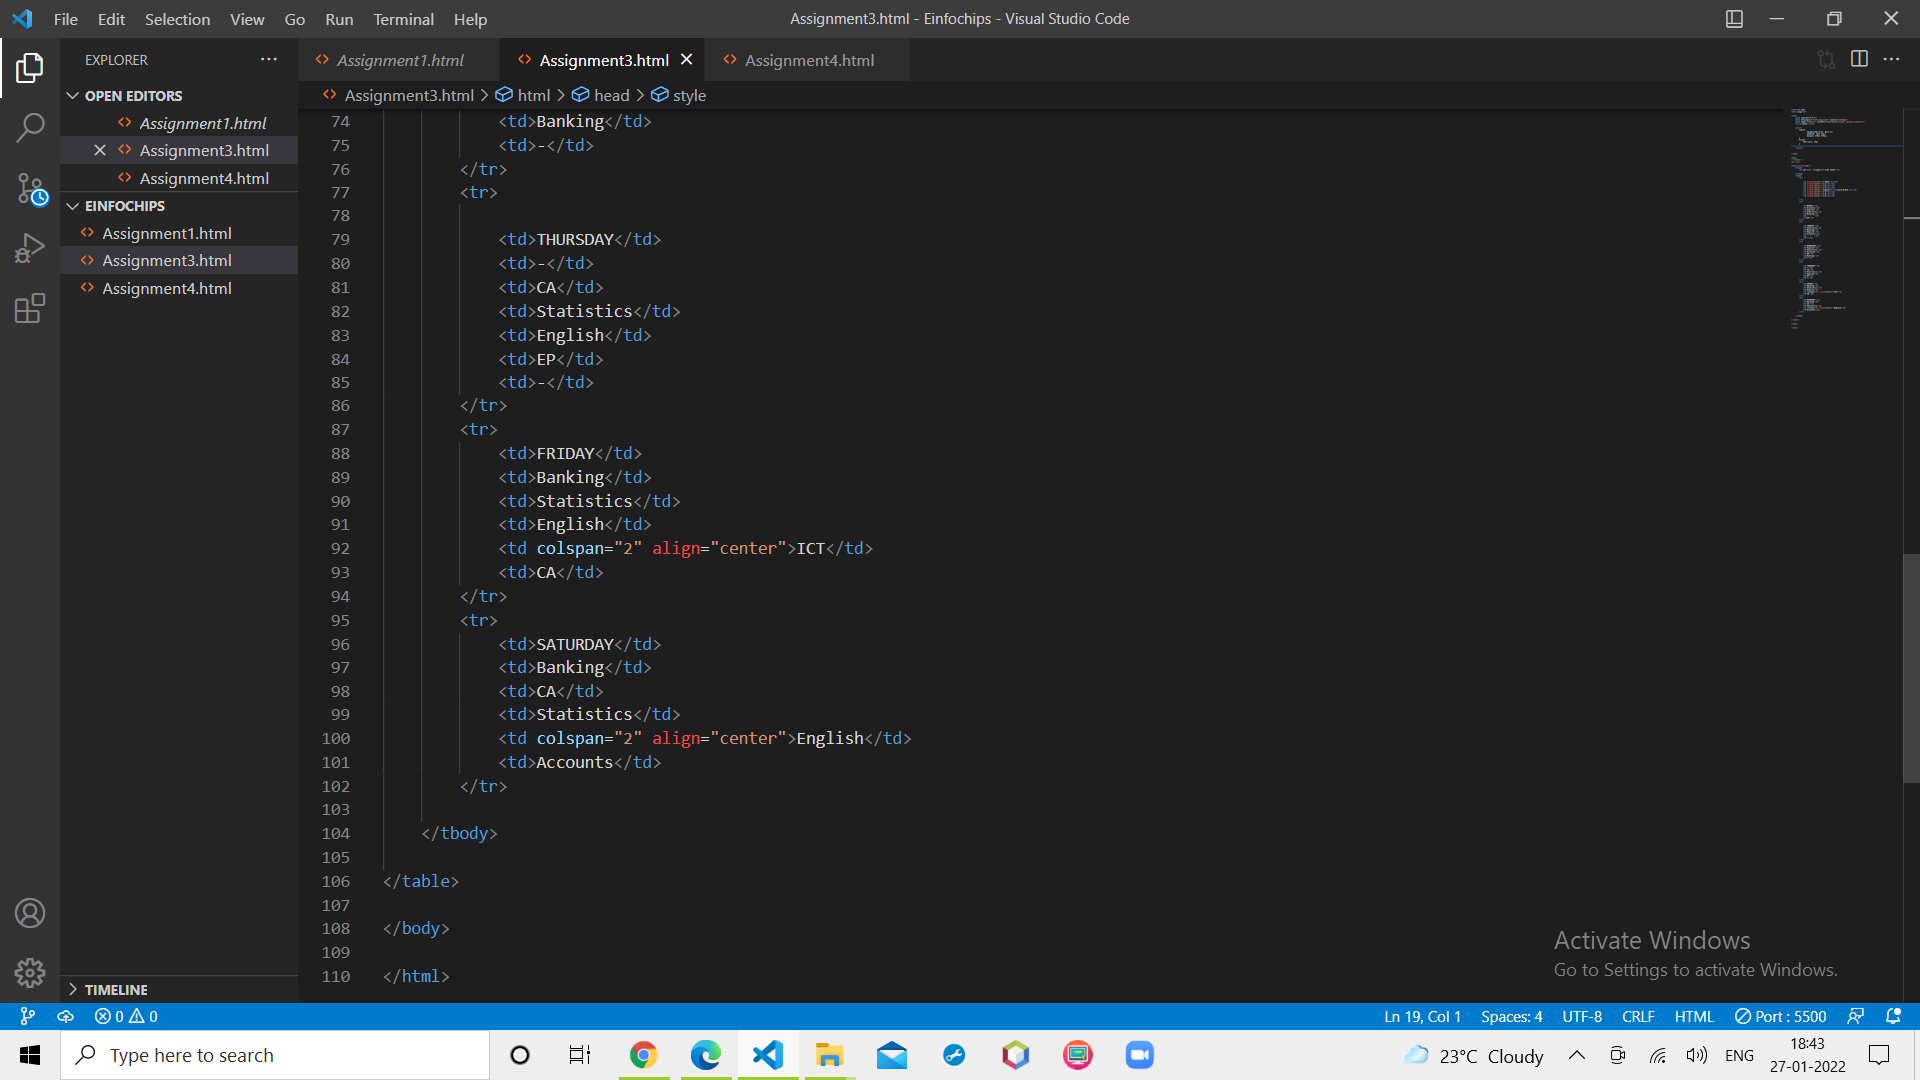 File Edit Selection View Go Run Terminal Help
Assignment3.html - Einfochips - Visual Studio Code
EXPLORER
OPEN EDITORS
Assignment1.html
Assignment3.html
Assignment4.html
EINFOCHIPS
Assignment1.html
Assignment3.html
Assignment4.html
TIMELINE
Assignment1.html Assignment3.html Assignment4.html
Assignment3.html > html > head > style
74 <td>Banking</td>
75 <td>-</td>
76 </tr>
77 <tr>
78
79 <td>THURSDAY</td>
80 <td>-</td>
81 <td>CA</td>
82 <td>Statistics</td>
83 <td>English</td>
84 <td>EP</td>
85 <td>-</td>
86 </tr>
87 <tr>
88 <td>FRIDAY</td>
89 <td>Banking</td>
90 <td>Statistics</td>
91 <td>English</td>
92 <td colspan="2" align="center">ICT</td>
93 <td>CA</td>
94 </tr>
95 <tr>
96 <td>SATURDAY</td>
97 <td>Banking</td>
98 <td>CA</td>
99 <td>Statistics</td>
100 <td colspan="2" align="center">English</td>
101 <td>Accounts</td>
102 </tr>
103
104 </tbody>
105
106 </table>
107
108 </body>
109
110 </html>
Activate Windows
Go to Settings to activate Windows.
0 0 Ln 19, Col 1 Spaces: 4 UTF-8 CRLF HTML Port : 5500
Type here to search
23°C Cloudy
ENG
18:43
27-01-2022